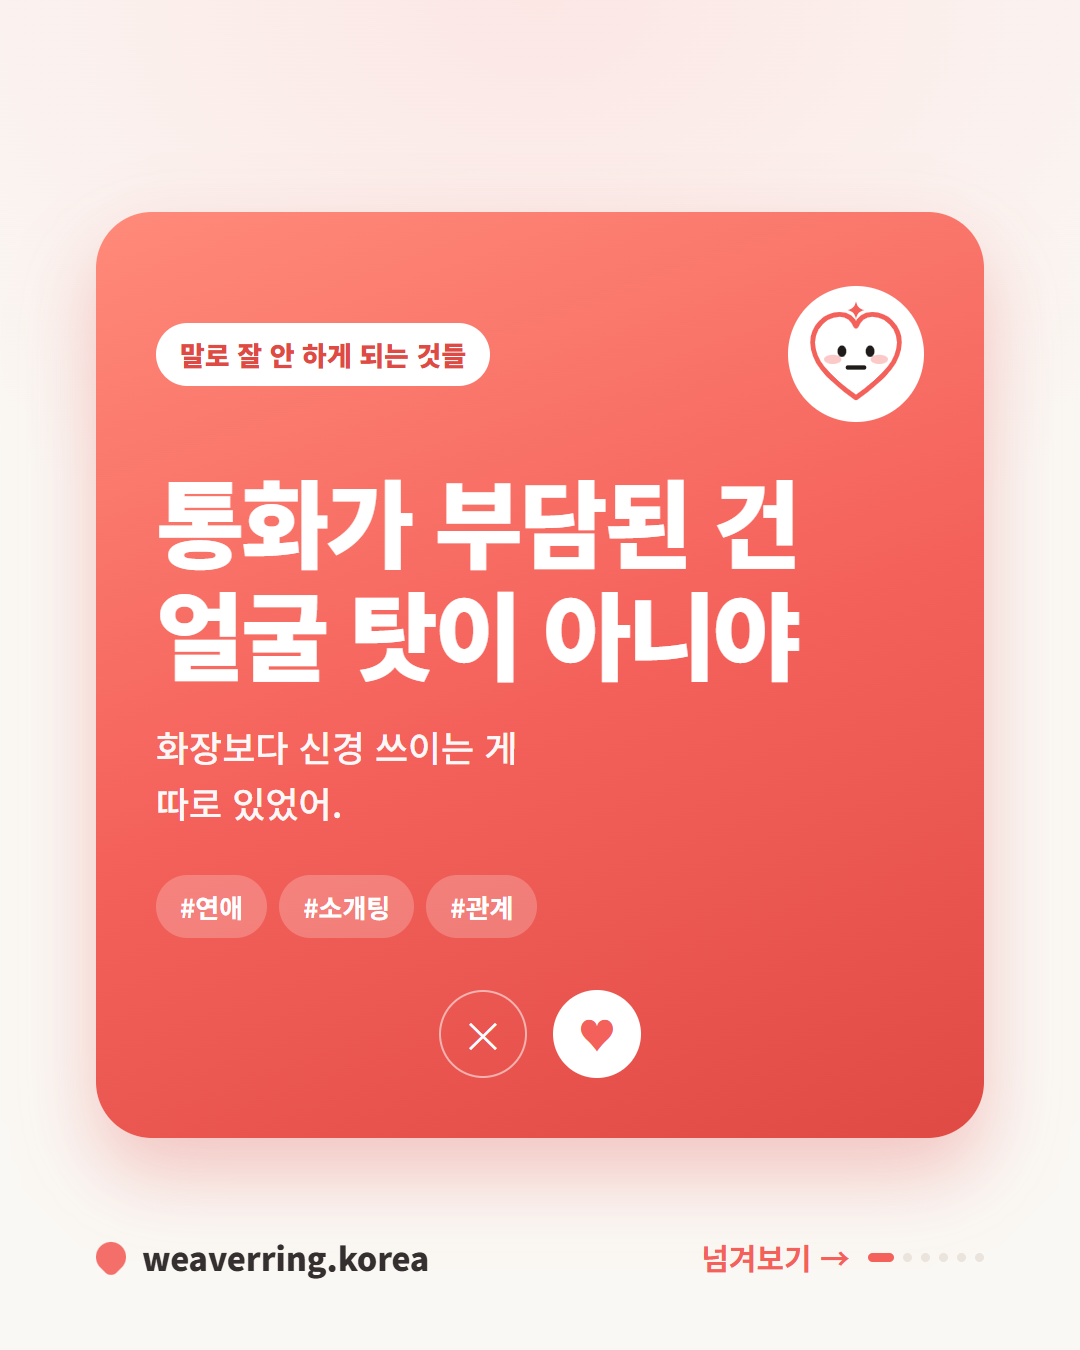 말로 잘 안 하게 되는 것들
통화가 부담된 건
얼굴 탓이 아니야
화장보다 신경 쓰이는 게
따로 있었어.
#연애 #소개팅 #관계
weaverring.korea
넘겨보기 →